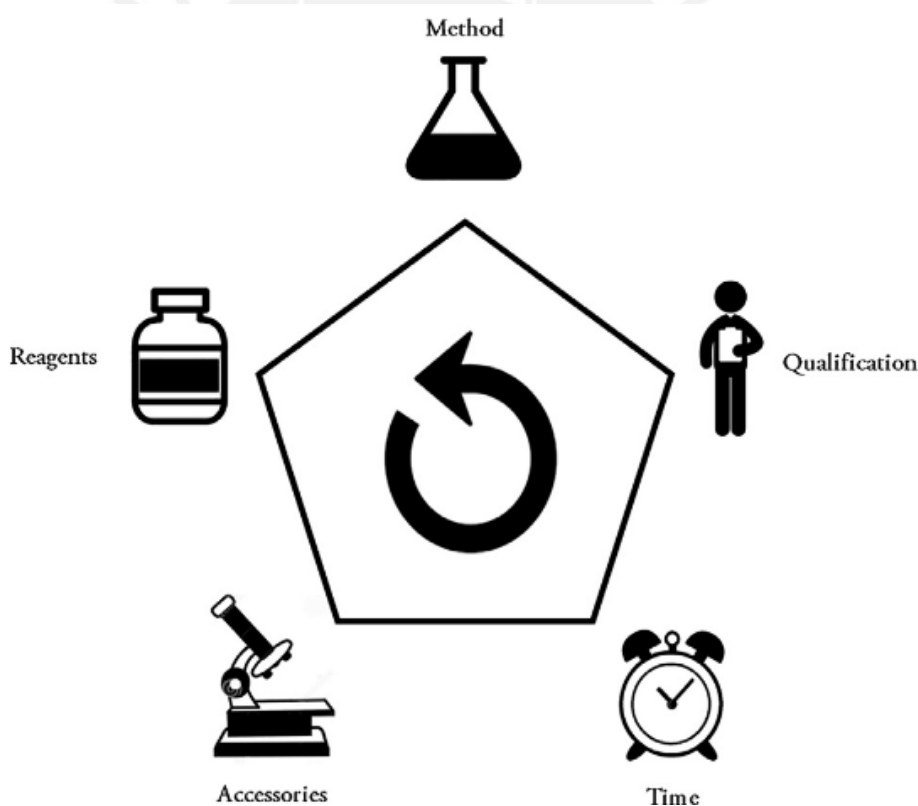 Method
Reagents
Qualification
Accessories
Time